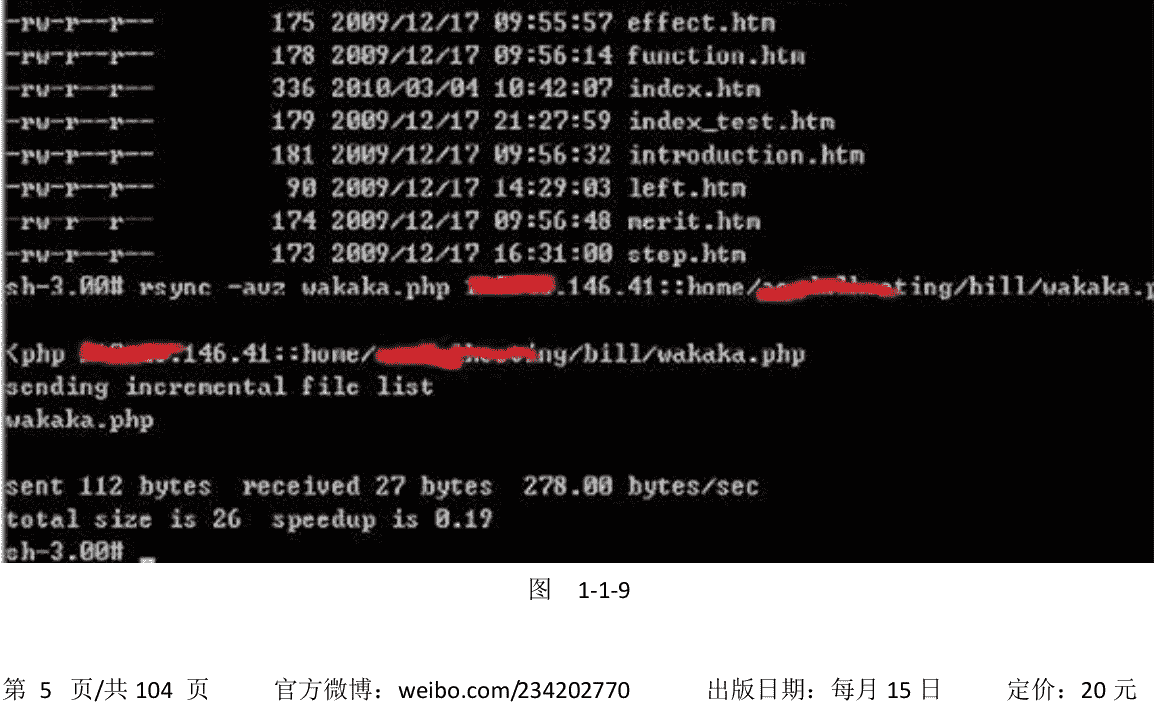 -rw-r--r-- 175 2009/12/17 09:55:57 effect.htm
-rw-r--r-- 178 2009/12/17 09:56:14 function.htm
-rw-r--r-- 336 2010/03/04 10:42:07 index.htm
-rw-r--r-- 179 2009/12/17 21:27:59 index_test.htm
-rw-r--r-- 181 2009/12/17 09:56:32 introduction.htm
-rw-r--r-- 90 2009/12/17 14:29:03 left.htm
-rw-r--r-- 174 2009/12/17 09:56:48 merit.htm
-rw-r--r-- 173 2009/12/17 16:31:00 step.htm
sh-3.00# rsync -avz wakaka.php .146.41::home/ting/bill/wakaka.p
<php .146.41::home/ng/bill/wakaka.php
sending incremental file list
wakaka.php
sent 112 bytes received 27 bytes 278.00 bytes/sec
total size is 26 speedup is 0.19
sh-3.00# _
图 1-1-9
第 5 页/共 104 页 官方微博：weibo.com/234202770 出版日期：每月 15 日 定价：20 元